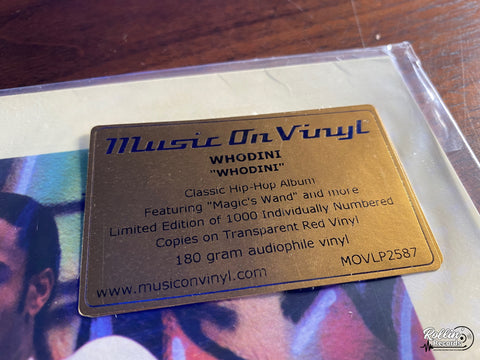 Music On Vinyl
WHODINI
"WHODINI"
Classic Hip-Hop Album
Featuring "Magic's Wand" and more
Limited Edition of 1000 Individually Numbered
Copies on Transparent Red Vinyl
180 gram audiophile vinyl
www.musiconvinyl.com MOVLP2587
Rollin'
Records